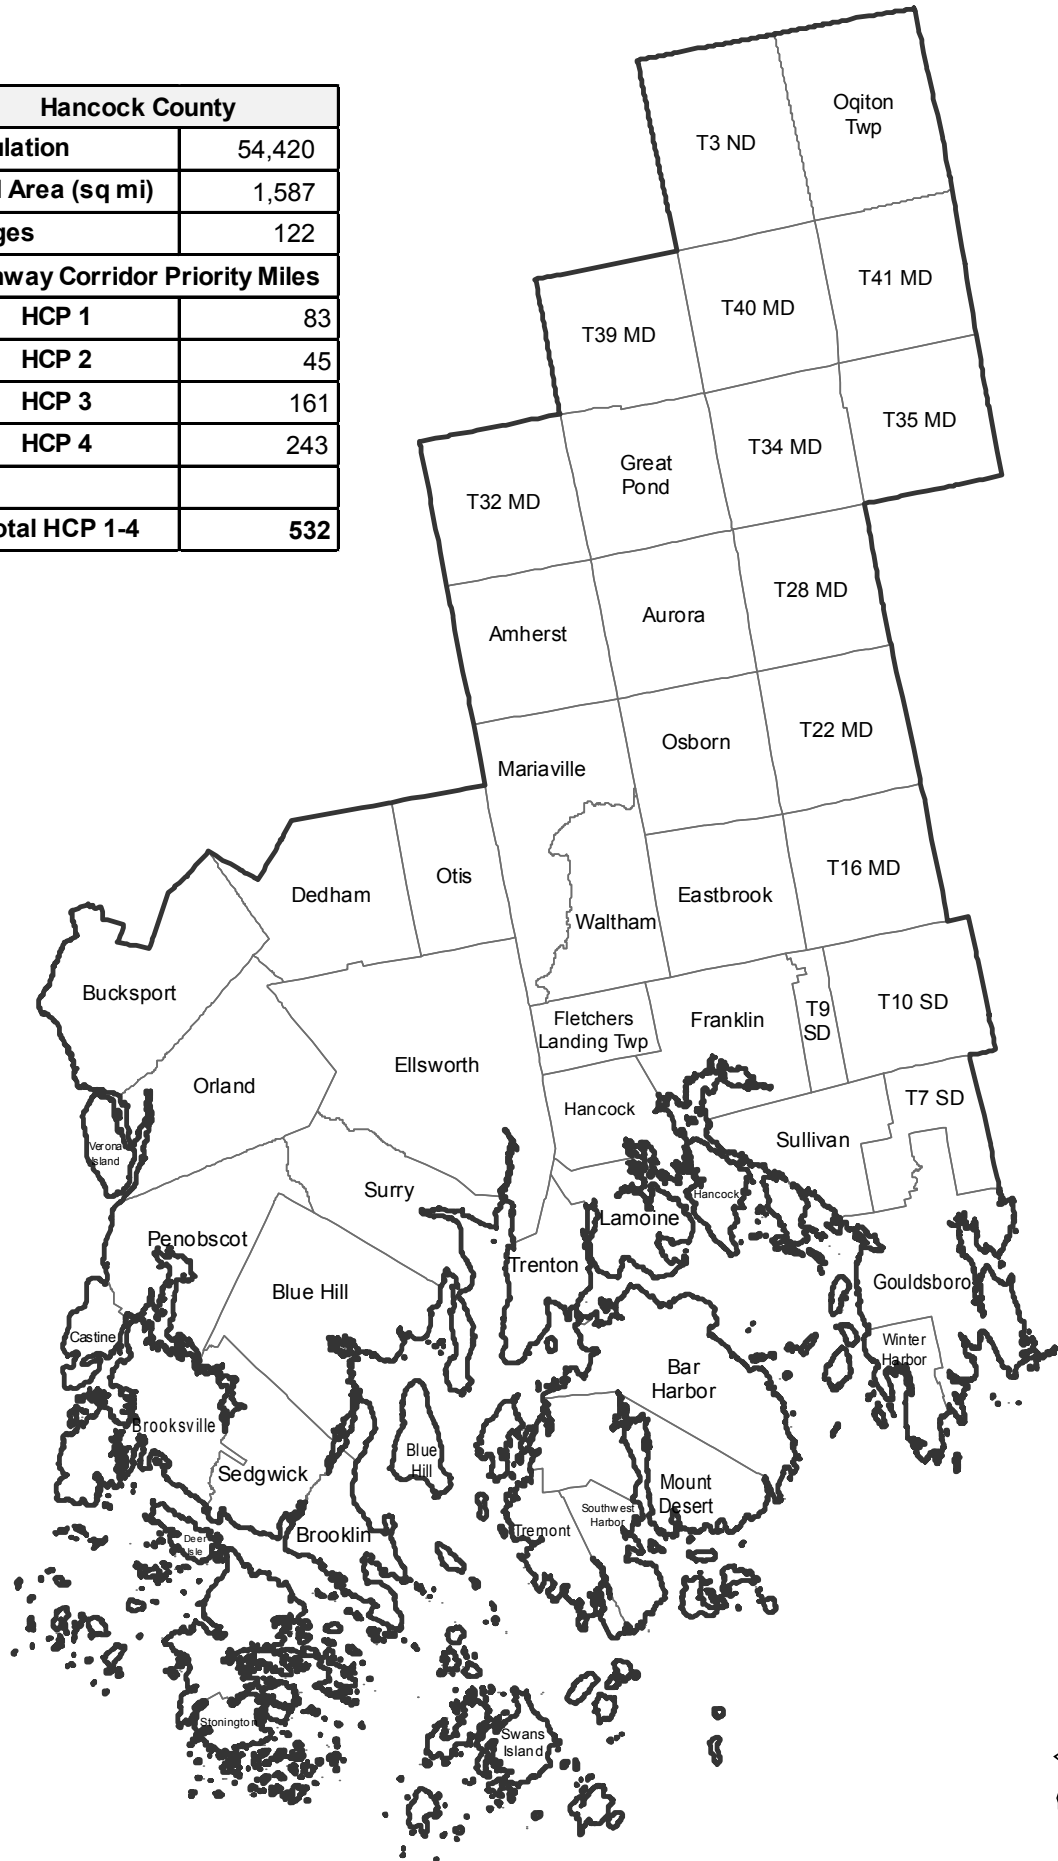 Hancock County
ulation 54,420
Area (sq mi) 1,587
ges 122
way Corridor Priority Miles
HCP 1 83
HCP 2 45
HCP 3 161
HCP 4 243
otal HCP 1-4 532
Oqiton
Twp
T3 ND
T41 MD
T40 MD
T39 MD
T35 MD
T34 MD
Great
Pond
T32 MD
T28 MD
Aurora
Amherst
T22 MD
Osborn
Mariaville
T16 MD
Otis
Dedham
Eastbrook
Waltham
Bucksport
T10 SD
T9
SD
Franklin
Fletchers
Landing Twp
Ellsworth
Orland
T7 SD
Hancock
Sullivan
Verona
Island
Surry
Hancock
Lamoine
Penobscot
Trenton
Gouldsboro
Blue Hill
Castine
Winter
Harbor
Bar
Harbor
Brooksville
Blue
Hill
Sedgwick
Mount
Desert
Southwest
Harbor
Tremont
Brooklin
Deer
Isle
Stonington
Swans
Island